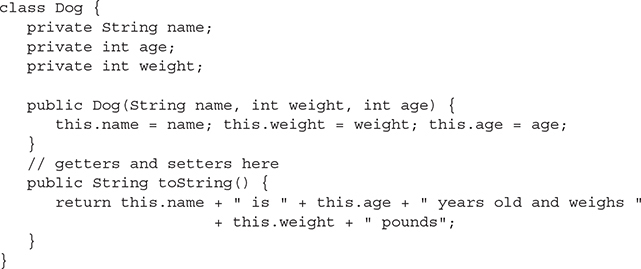 class Dog {
   private String name;
   private int age;
   private int weight;

   public Dog(String name, int weight, int age) {
      this.name = name; this.weight = weight; this.age = age;
   }
   // getters and setters here
   public String toString() {
      return this.name + " is " + this.age + " years old and weighs "
                    + this.weight + " pounds";
   }
}